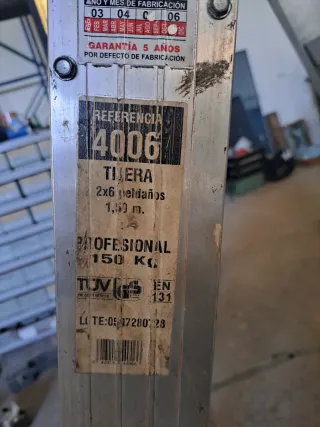 AÑO Y MES DE FABRICACIÓN
03 04 06
GARANTÍA 5 AÑOS
POR DEFECTO DE FABRICACIÓN
REFERENCIA
4006
TIJERA
2x6 peldaños
1,50 m.
PROFESIONAL
150 KG.
TÜV GS EN
131